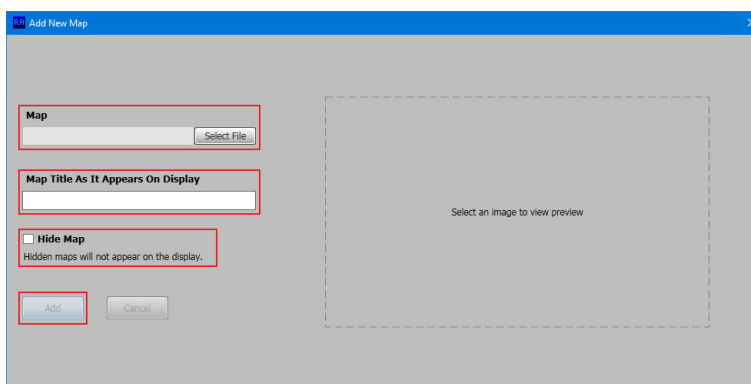 RA Add New Map
Map
Select File
Map Title As It Appears On Display
Hide Map
Hidden maps will not appear on the display.
Add Cancel
Select an image to view preview